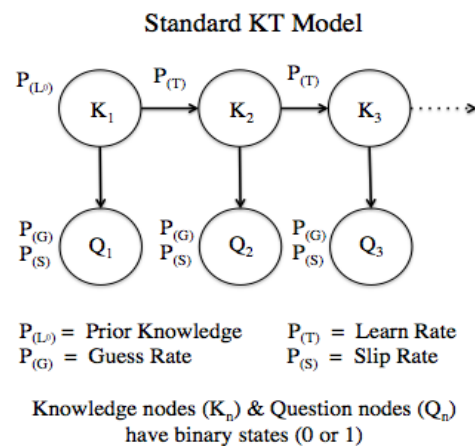 Standard KT Model
P(L⁰) P(T) P(T)
K1 K2 K3
P(G) P(G) P(G)
P(S) Q1 P(S) Q2 P(S) Q3
P(L⁰) = Prior Knowledge P(T) = Learn Rate
P(G) = Guess Rate P(S) = Slip Rate
Knowledge nodes (Kn) & Question nodes (Qn)
have binary states (0 or 1)